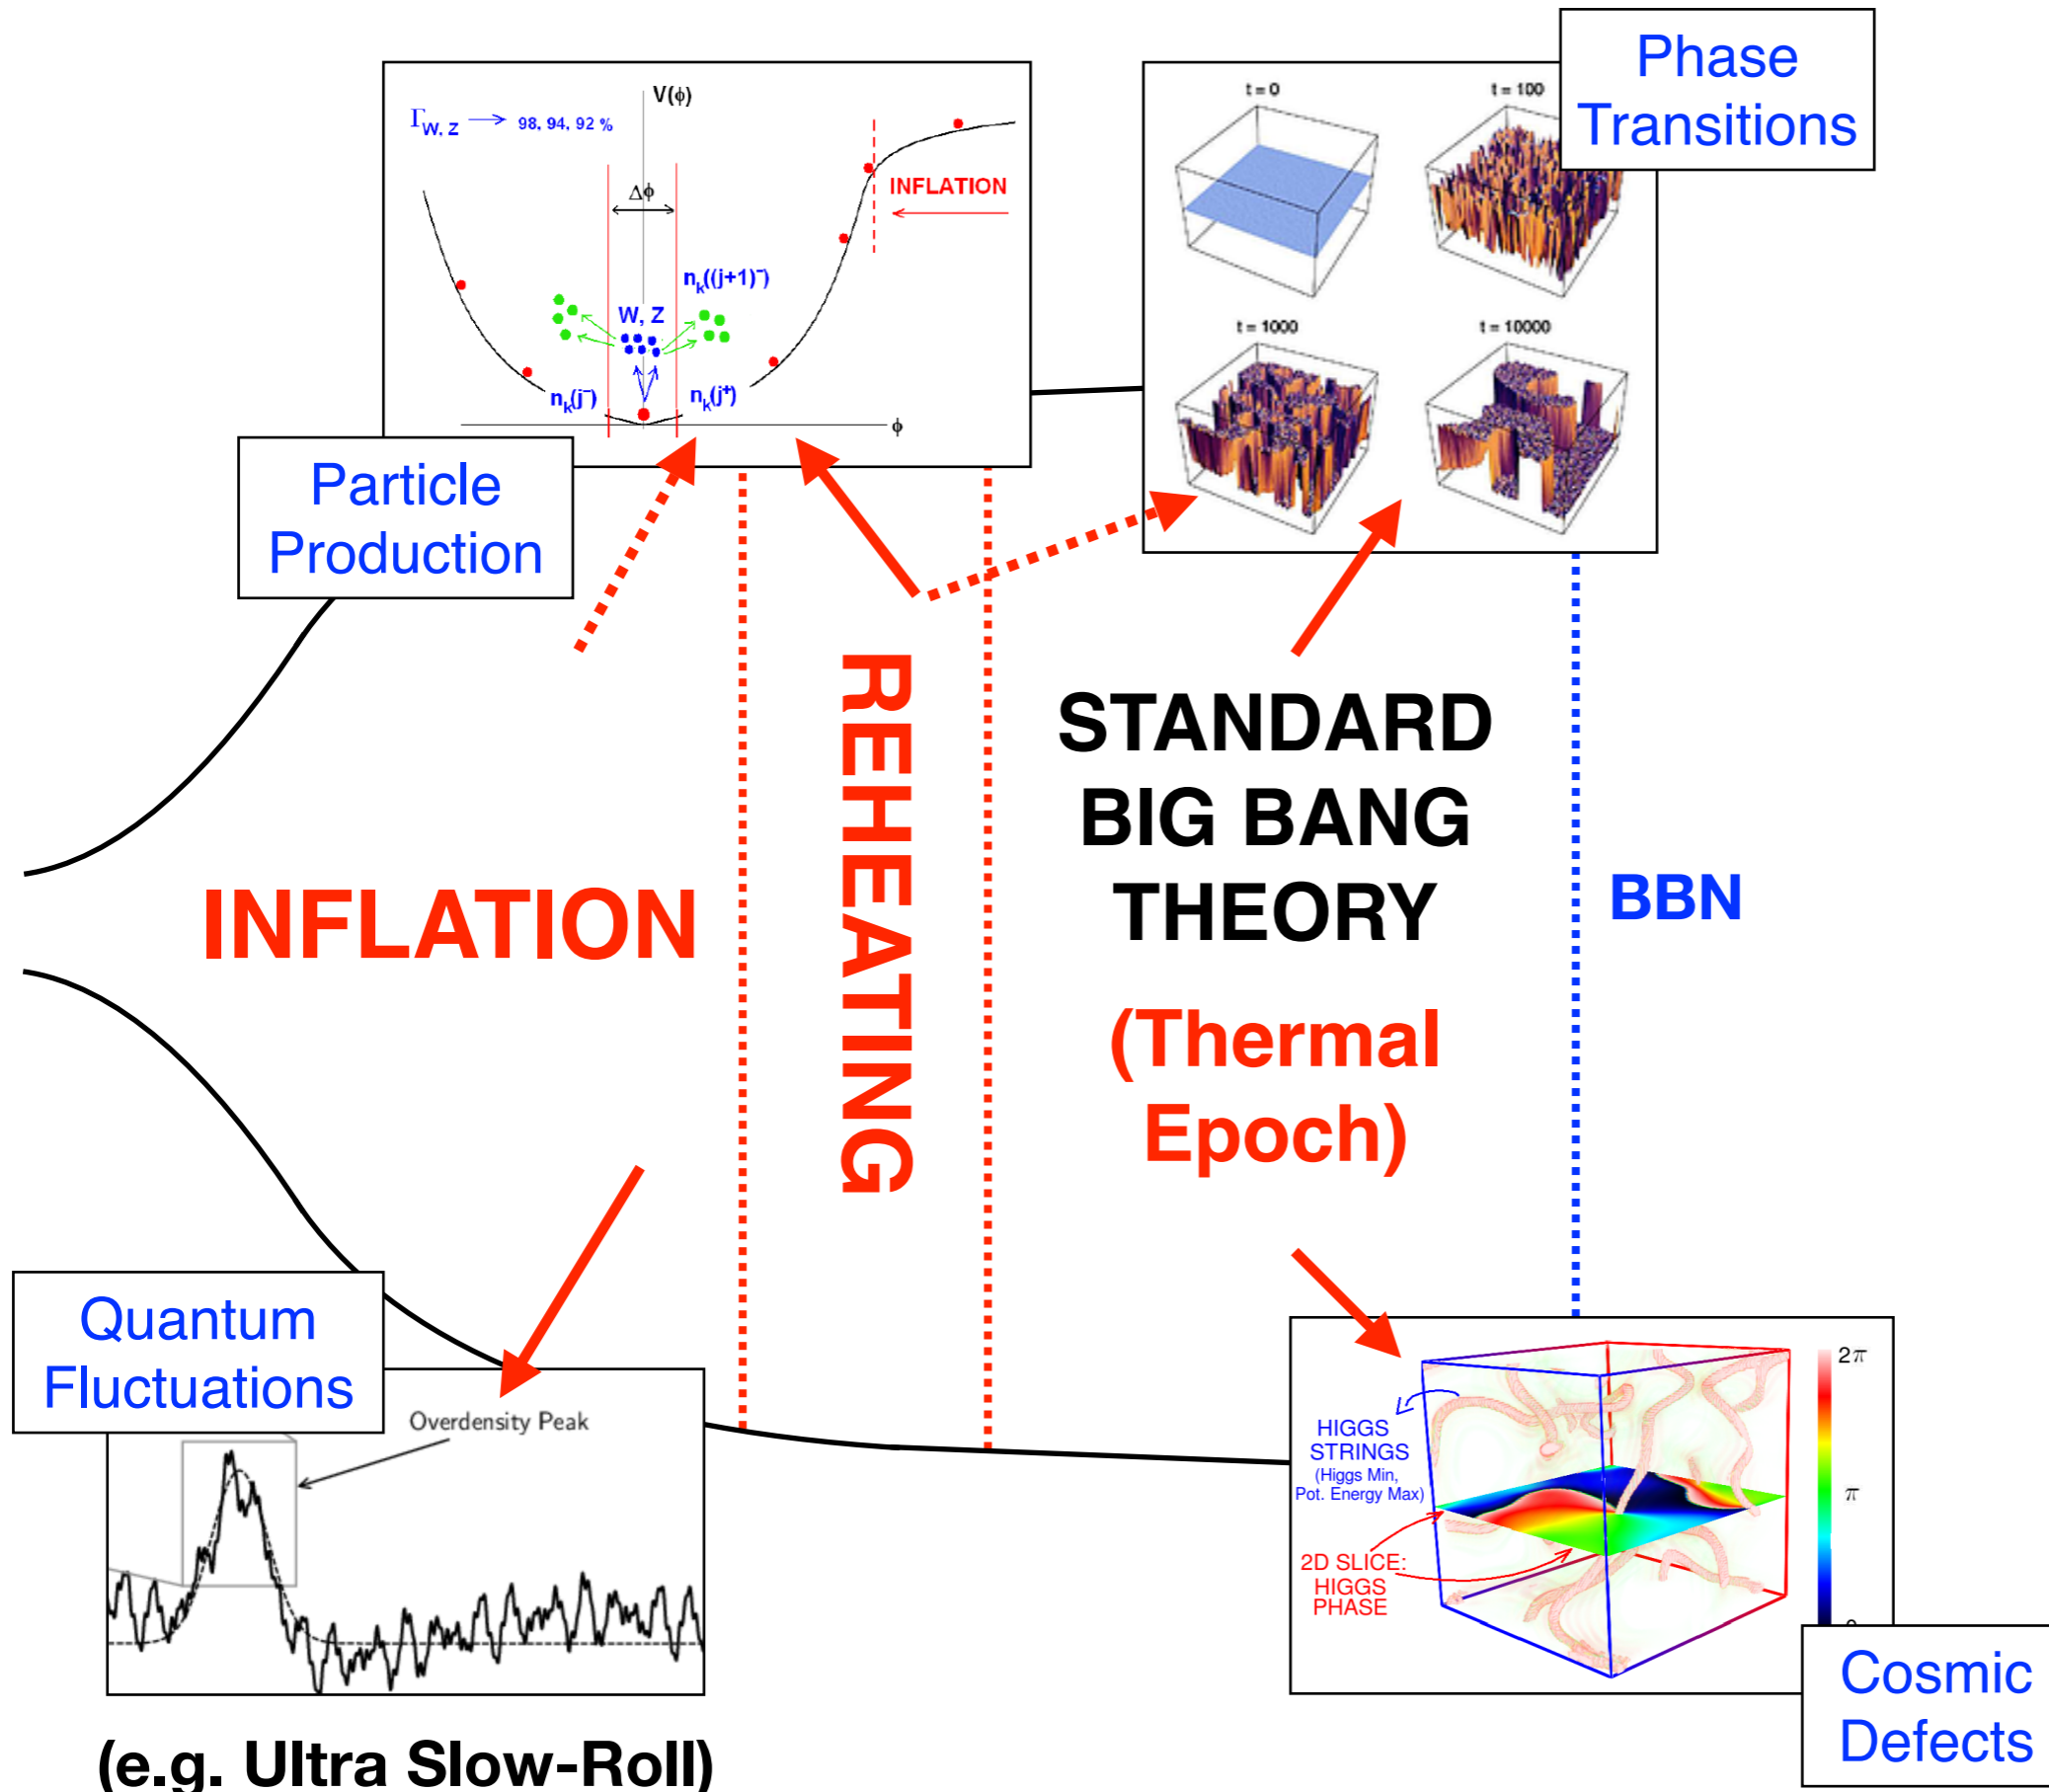 Phase
Transitions
V(ϕ)
Γ W, Z → 98, 94, 92 %
Δϕ
INFLATION
n_k((j+1)⁻)
W, Z
n_k(j⁻)
n_k(j⁺)
ϕ
t = 0
t = 100
t = 1000
t = 10000
Particle
Production
REHEATING
STANDARD
BIG BANG
THEORY
(Thermal
Epoch)
INFLATION
BBN
Quantum
Fluctuations
Overdensity Peak
(e.g. Ultra Slow-Roll)
HIGGS
STRINGS
(Higgs Min,
Pot. Energy Max)
2D SLICE:
HIGGS
PHASE
2π
π
Cosmic
Defects